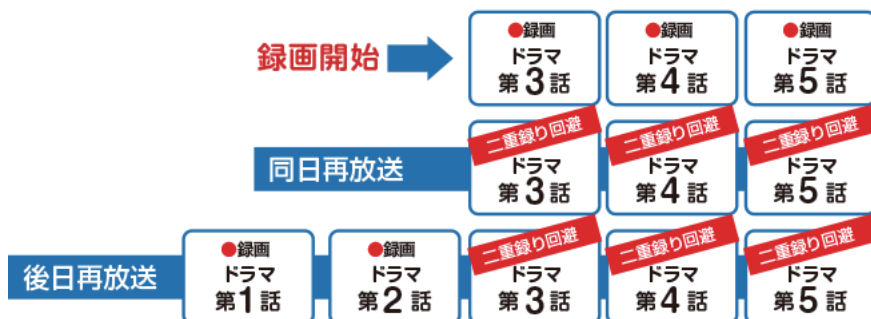 ●録画 ●録画 ●録画
録画開始 ドラマ ドラマ ドラマ
第3話 第4話 第5話
二重録り回避 二重録り回避 二重録り回避
同日再放送 ドラマ ドラマ ドラマ
第3話 第4話 第5話
●録画 ●録画 二重録り回避 二重録り回避 二重録り回避
後日再放送 ドラマ ドラマ ドラマ ドラマ ドラマ
第1話 第2話 第3話 第4話 第5話